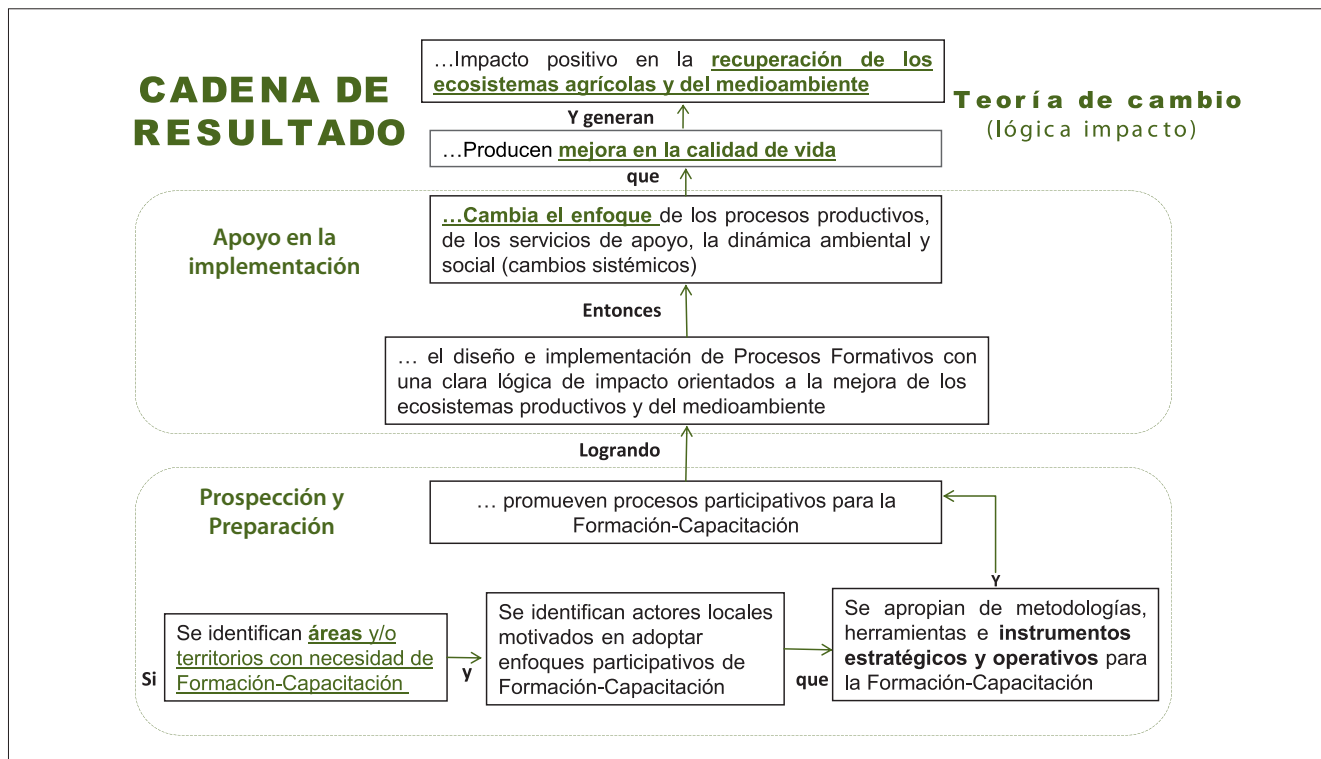 CADENA DE
RESULTADO
Teoría de cambio
(lógica impacto)
…Impacto positivo en la recuperación de los
ecosistemas agrícolas y del medioambiente
Y generan
…Producen mejora en la calidad de vida
que
Apoyo en la
implementación
…Cambia el enfoque de los procesos productivos,
de los servicios de apoyo, la dinámica ambiental y
social (cambios sistémicos)
Entonces
… el diseño e implementación de Procesos Formativos con
una clara lógica de impacto orientados a la mejora de los
ecosistemas productivos y del medioambiente
Logrando
Prospección y
Preparación
… promueven procesos participativos para la
Formación-Capacitación
Y
Si
Se identifican áreas y/o
territorios con necesidad de
Formación-Capacitación
y
Se identifican actores locales
motivados en adoptar
enfoques participativos de
Formación-Capacitación
que
Se apropian de metodologías,
herramientas e instrumentos
estratégicos y operativos para
la Formación-Capacitación